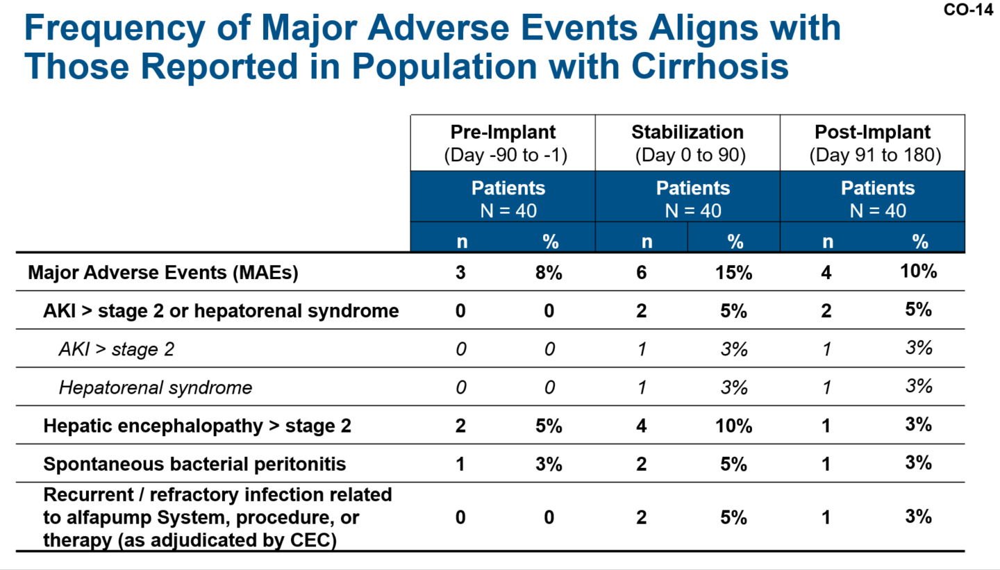 CO-14
Frequency of Major Adverse Events Aligns with
Those Reported in Population with Cirrhosis
Pre-Implant Stabilization Post-Implant
(Day -90 to -1) (Day 0 to 90) (Day 91 to 180)
Patients Patients Patients
N = 40 N = 40 N = 40
n % n % n %
Major Adverse Events (MAEs) 3 8% 6 15% 4 10%
AKI > stage 2 or hepatorenal syndrome 0 0 2 5% 2 5%
AKI > stage 2 0 0 1 3% 1 3%
Hepatorenal syndrome 0 0 1 3% 1 3%
Hepatic encephalopathy > stage 2 2 5% 4 10% 1 3%
Spontaneous bacterial peritonitis 1 3% 2 5% 1 3%
Recurrent / refractory infection related
to alfapump System, procedure, or 0 0 2 5% 1 3%
therapy (as adjudicated by CEC)